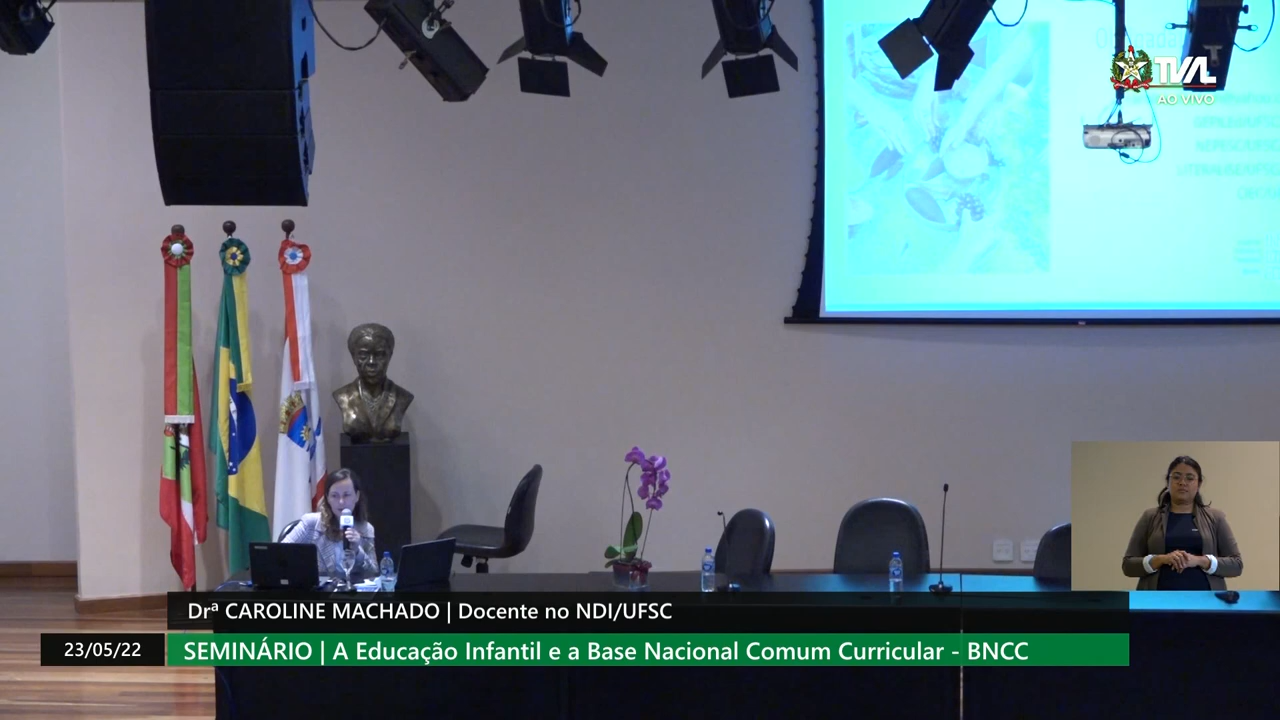 TVAL
AO VIVO
Drª CAROLINE MACHADO | Docente no NDI/UFSC
23/05/22
SEMINÁRIO | A Educação Infantil e a Base Nacional Comum Curricular - BNCC